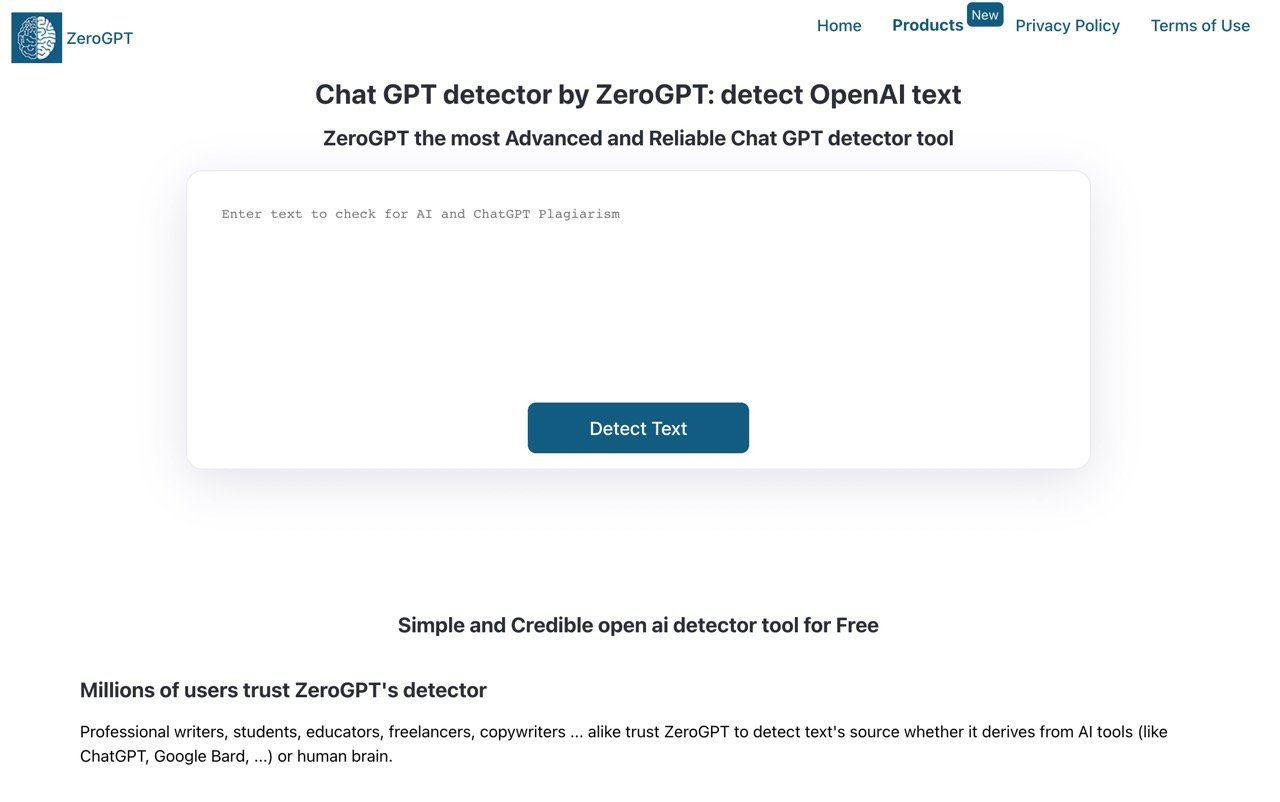 ZeroGPT
Home
Products
New
Privacy Policy
Terms of Use
Chat GPT detector by ZeroGPT: detect OpenAI text
ZeroGPT the most Advanced and Reliable Chat GPT detector tool
Enter text to check for AI and ChatGPT Plagiarism
Detect Text
Simple and Credible open ai detector tool for Free
Millions of users trust ZeroGPT's detector
Professional writers, students, educators, freelancers, copywriters ... alike trust ZeroGPT to detect text's source whether it derives from AI tools (like
ChatGPT, Google Bard, ...) or human brain.